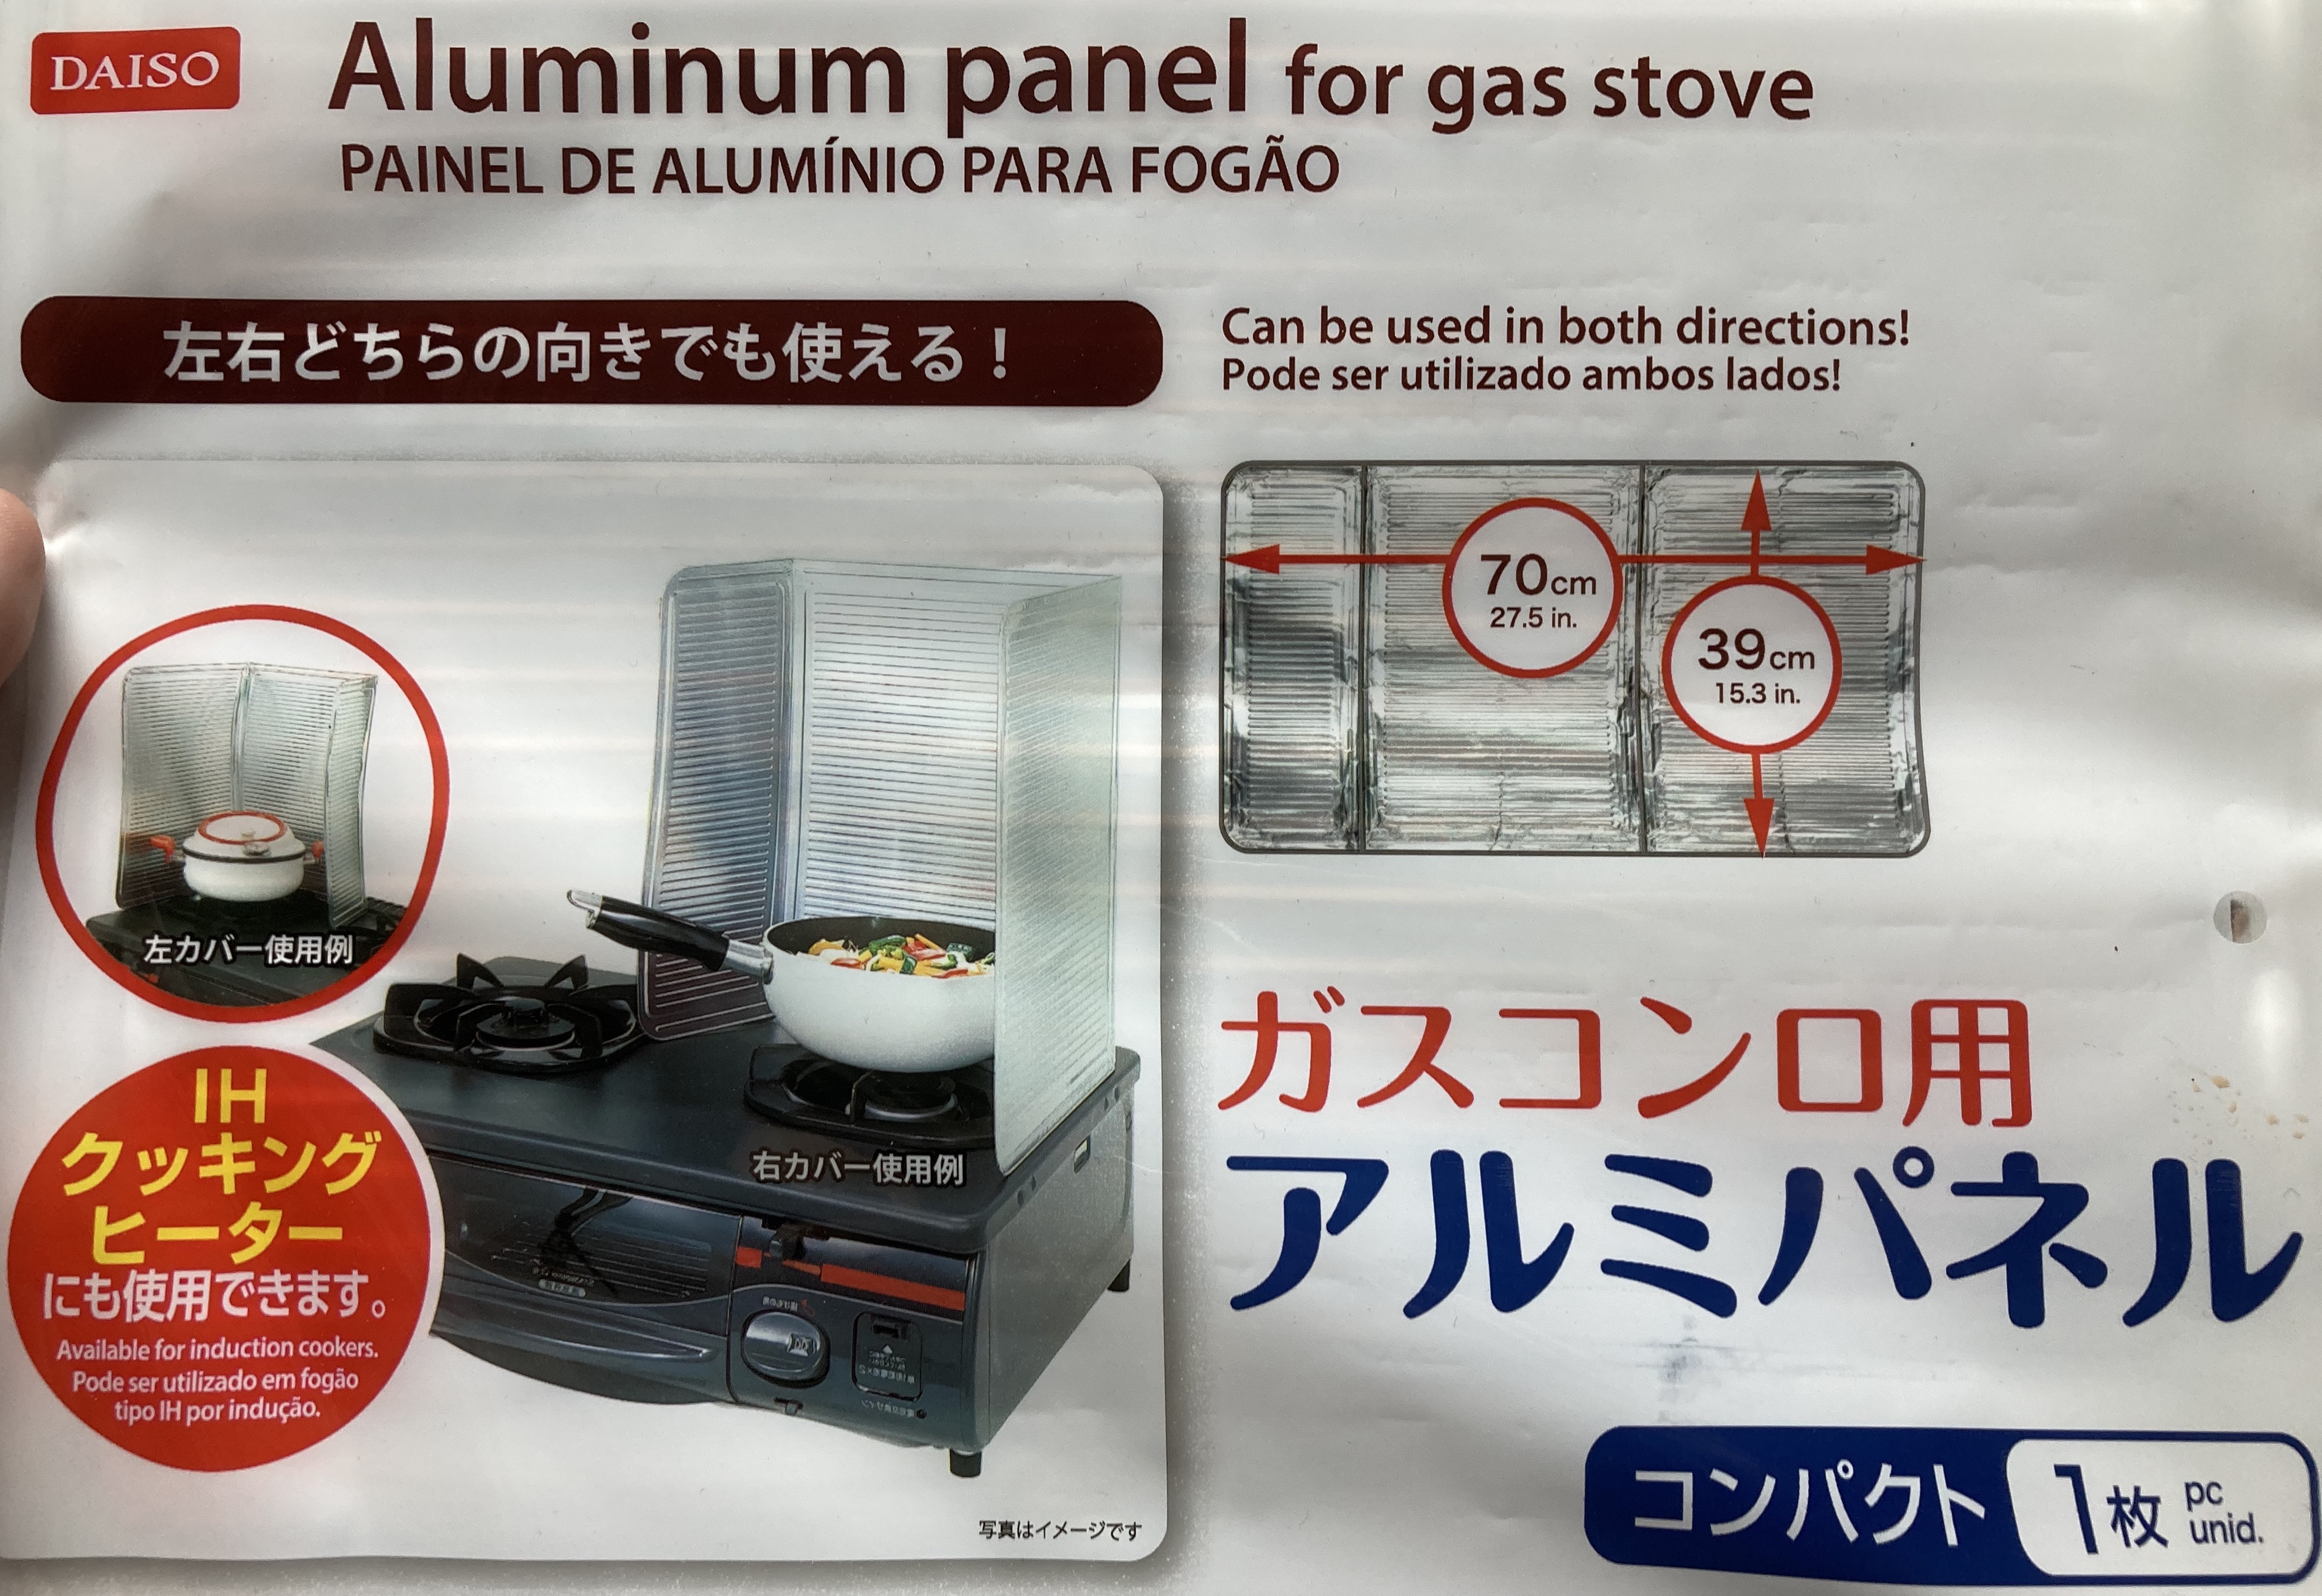 DAISO
Aluminum panel for gas stove
PAINEL DE ALUMÍNIO PARA FOGÃO
左右どちらの向きでも使える！
Can be used in both directions!
Pode ser utilizado ambos lados!
70cm
27.5 in.
39cm
15.3 in.
左カバー使用例
右カバー使用例
IH
クッキング
ヒーター
にも使用できます。
Available for induction cookers.
Pode ser utilizado em fogão
tipo IH por indução.
写真はイメージです
ガスコンロ用
アルミパネル
コンパクト
1枚
pc
unid.